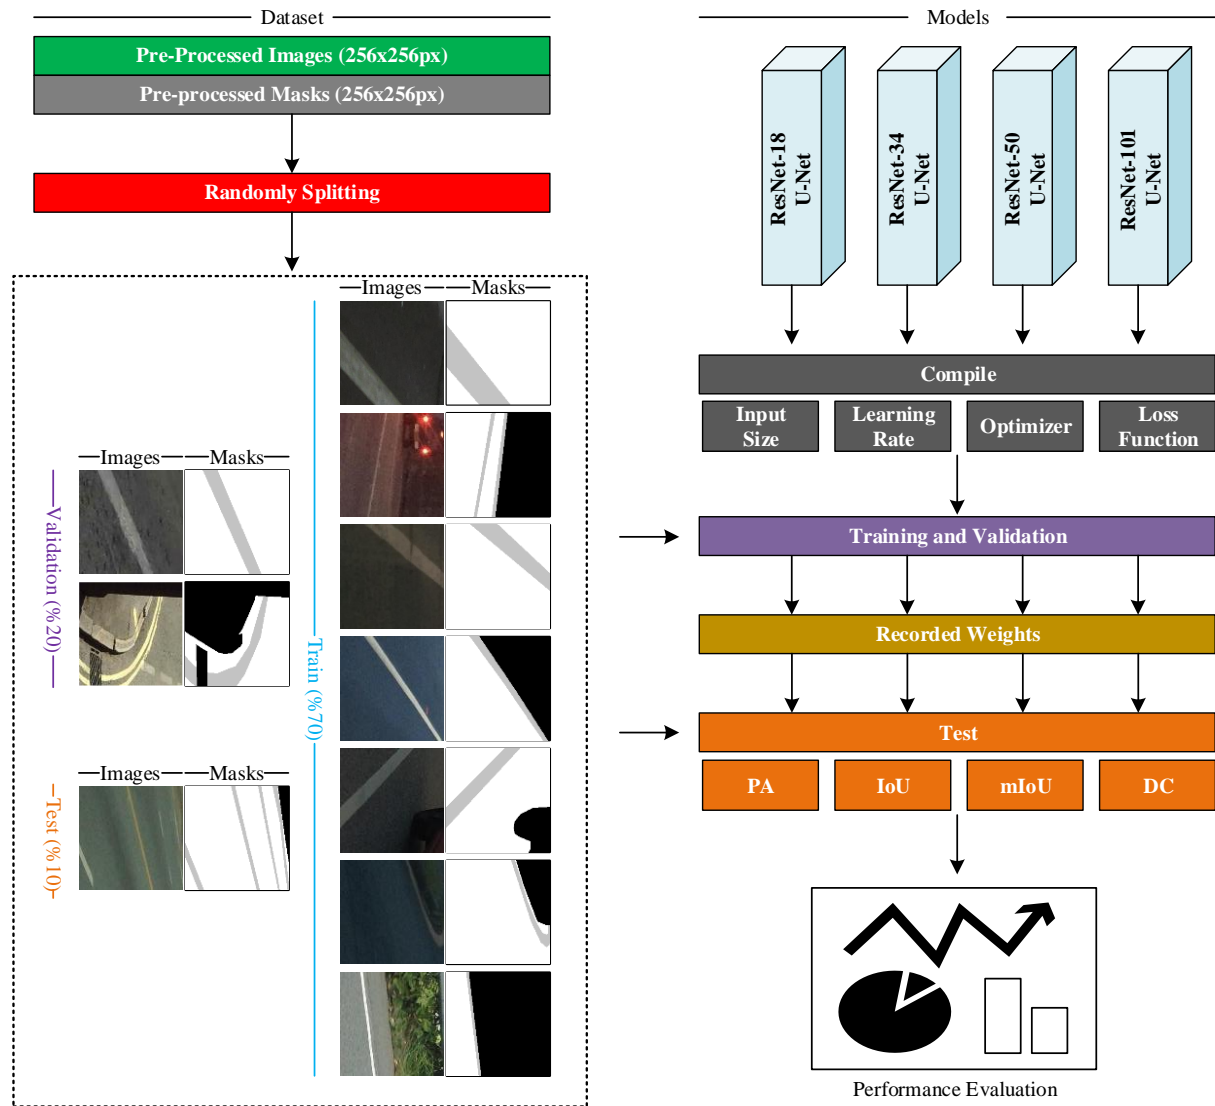 Dataset
Pre-Processed Images (256x256px)
Pre-processed Masks (256x256px)
Randomly Splitting
Images
Masks
Train (%70)
Images
Masks
Validation (%20)
Images
Masks
Test (%10)
Models
ResNet-18
U-Net
ResNet-34
U-Net
ResNet-50
U-Net
ResNet-101
U-Net
Compile
Input
Size
Learning
Rate
Optimizer
Loss
Function
Training and Validation
Recorded Weights
Test
PA
IoU
mIoU
DC
Performance Evaluation